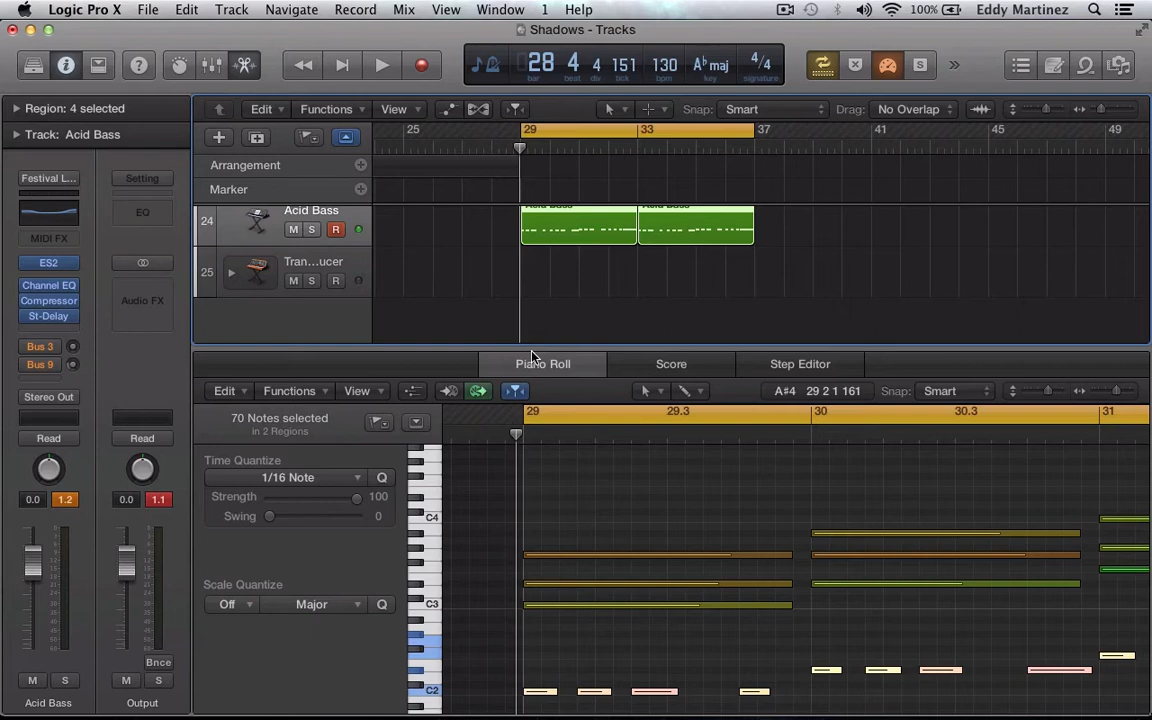 Logic Pro X File Edit Track Navigate Record Mix View Window 1 Help 100% Eddy Martinez
Shadows - Tracks
28 4 4 151 130 A♭maj 4/4
bar beat div tick bpm key signature
S
Region: 4 selected
Track: Acid Bass
Edit Functions View Snap: Smart Drag: No Overlap
25 29 33 37 41 45 49
Arrangement
Marker
24 Acid Bass
M S R
25 Tran...ucer
M S R
Festival L... Setting
EQ
MIDI FX
ES2
Channel EQ
Compressor Audio FX
St-Delay
Bus 3
Bus 9
Stereo Out
Read Read
0.0 1.2 0.0 1.1
Bnce
M S M S
Acid Bass Output
Piano Roll Score Step Editor
Edit Functions View A#4 29 2 1 161 Snap: Smart
70 Notes selected
in 2 Regions
29 29.3 30 30.3 31
Time Quantize
1/16 Note Q
Strength 100
Swing 0
Scale Quantize
Off Major Q
C4
C3
C2